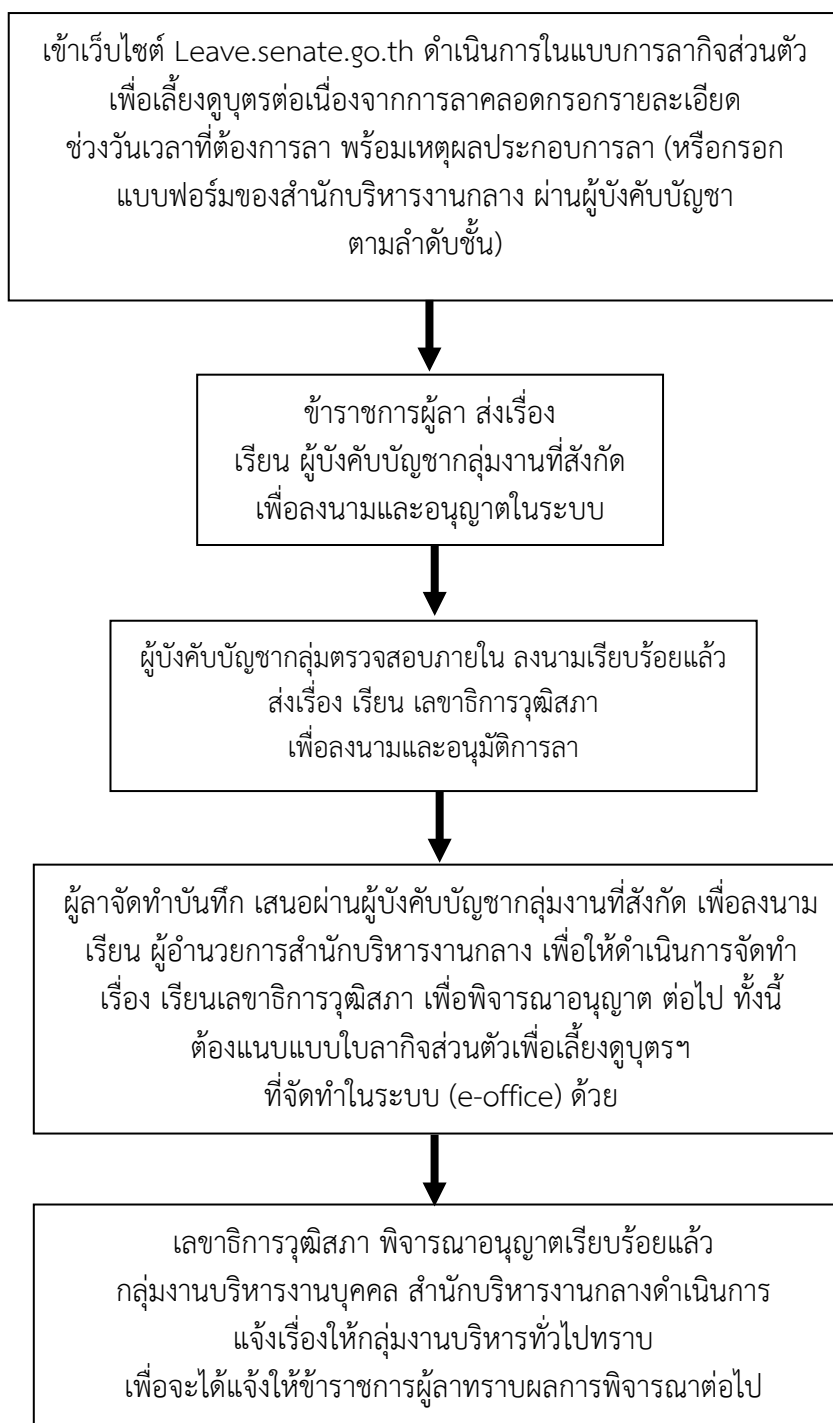 เข้าเว็บไซต์ Leave.senate.go.th ดำเนินการในแบบการลากิจส่วนตัว
เพื่อเลี้ยงดูบุตรต่อเนื่องจากการลาคลอดกรอกรายละเอียด
ช่วงวันเวลาที่ต้องการลา พร้อมเหตุผลประกอบการลา (หรือกรอก
แบบฟอร์มของสำนักบริหารงานกลาง ผ่านผู้บังคับบัญชา
ตามลำดับชั้น)
ข้าราชการผู้ลา ส่งเรื่อง
เรียน ผู้บังคับบัญชากลุ่มงานที่สังกัด
เพื่อลงนามและอนุญาตในระบบ
ผู้บังคับบัญชากลุ่มตรวจสอบภายใน ลงนามเรียบร้อยแล้ว
ส่งเรื่อง เรียน เลขาธิการวุฒิสภา
เพื่อลงนามและอนุมัติการลา
ผู้ลาจัดทำบันทึก เสนอผ่านผู้บังคับบัญชากลุ่มงานที่สังกัด เพื่อลงนาม
เรียน ผู้อำนวยการสำนักบริหารงานกลาง เพื่อให้ดำเนินการจัดทำ
เรื่อง เรียนเลขาธิการวุฒิสภา เพื่อพิจารณาอนุญาต ต่อไป ทั้งนี้
ต้องแนบแบบใบลากิจส่วนตัวเพื่อเลี้ยงดูบุตรฯ
ที่จัดทำในระบบ (e-office) ด้วย
เลขาธิการวุฒิสภา พิจารณาอนุญาตเรียบร้อยแล้ว
กลุ่มงานบริหารงานบุคคล สำนักบริหารงานกลางดำเนินการ
แจ้งเรื่องให้กลุ่มงานบริหารทั่วไปทราบ
เพื่อจะได้แจ้งให้ข้าราชการผู้ลาทราบผลการพิจารณาต่อไป